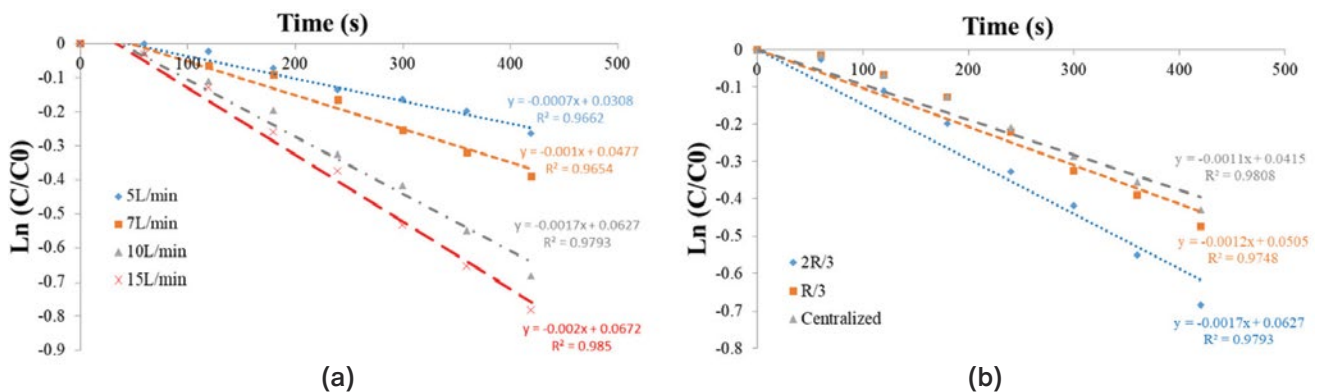 Time (s)
0 100 200 300 400 500
0
-0.1
-0.2
-0.3
-0.4
-0.5
-0.6
-0.7
-0.8
-0.9
Ln (C/C0)
y = -0.0007x + 0.0308
R² = 0.9662
y = -0.001x + 0.0477
R² = 0.9654
y = -0.0017x + 0.0627
R² = 0.9793
y = -0.002x + 0.0672
R² = 0.985
5L/min
7L/min
10L/min
15L/min
(a)
Time (s)
0 100 200 300 400 500
0.0
-0.1
-0.2
-0.3
-0.4
-0.5
-0.6
-0.7
-0.8
Ln (C/C0)
y = -0.0011x + 0.0415
R² = 0.9808
y = -0.0012x + 0.0505
R² = 0.9748
y = -0.0017x + 0.0627
R² = 0.9793
2R/3
R/3
Centralized
(b)